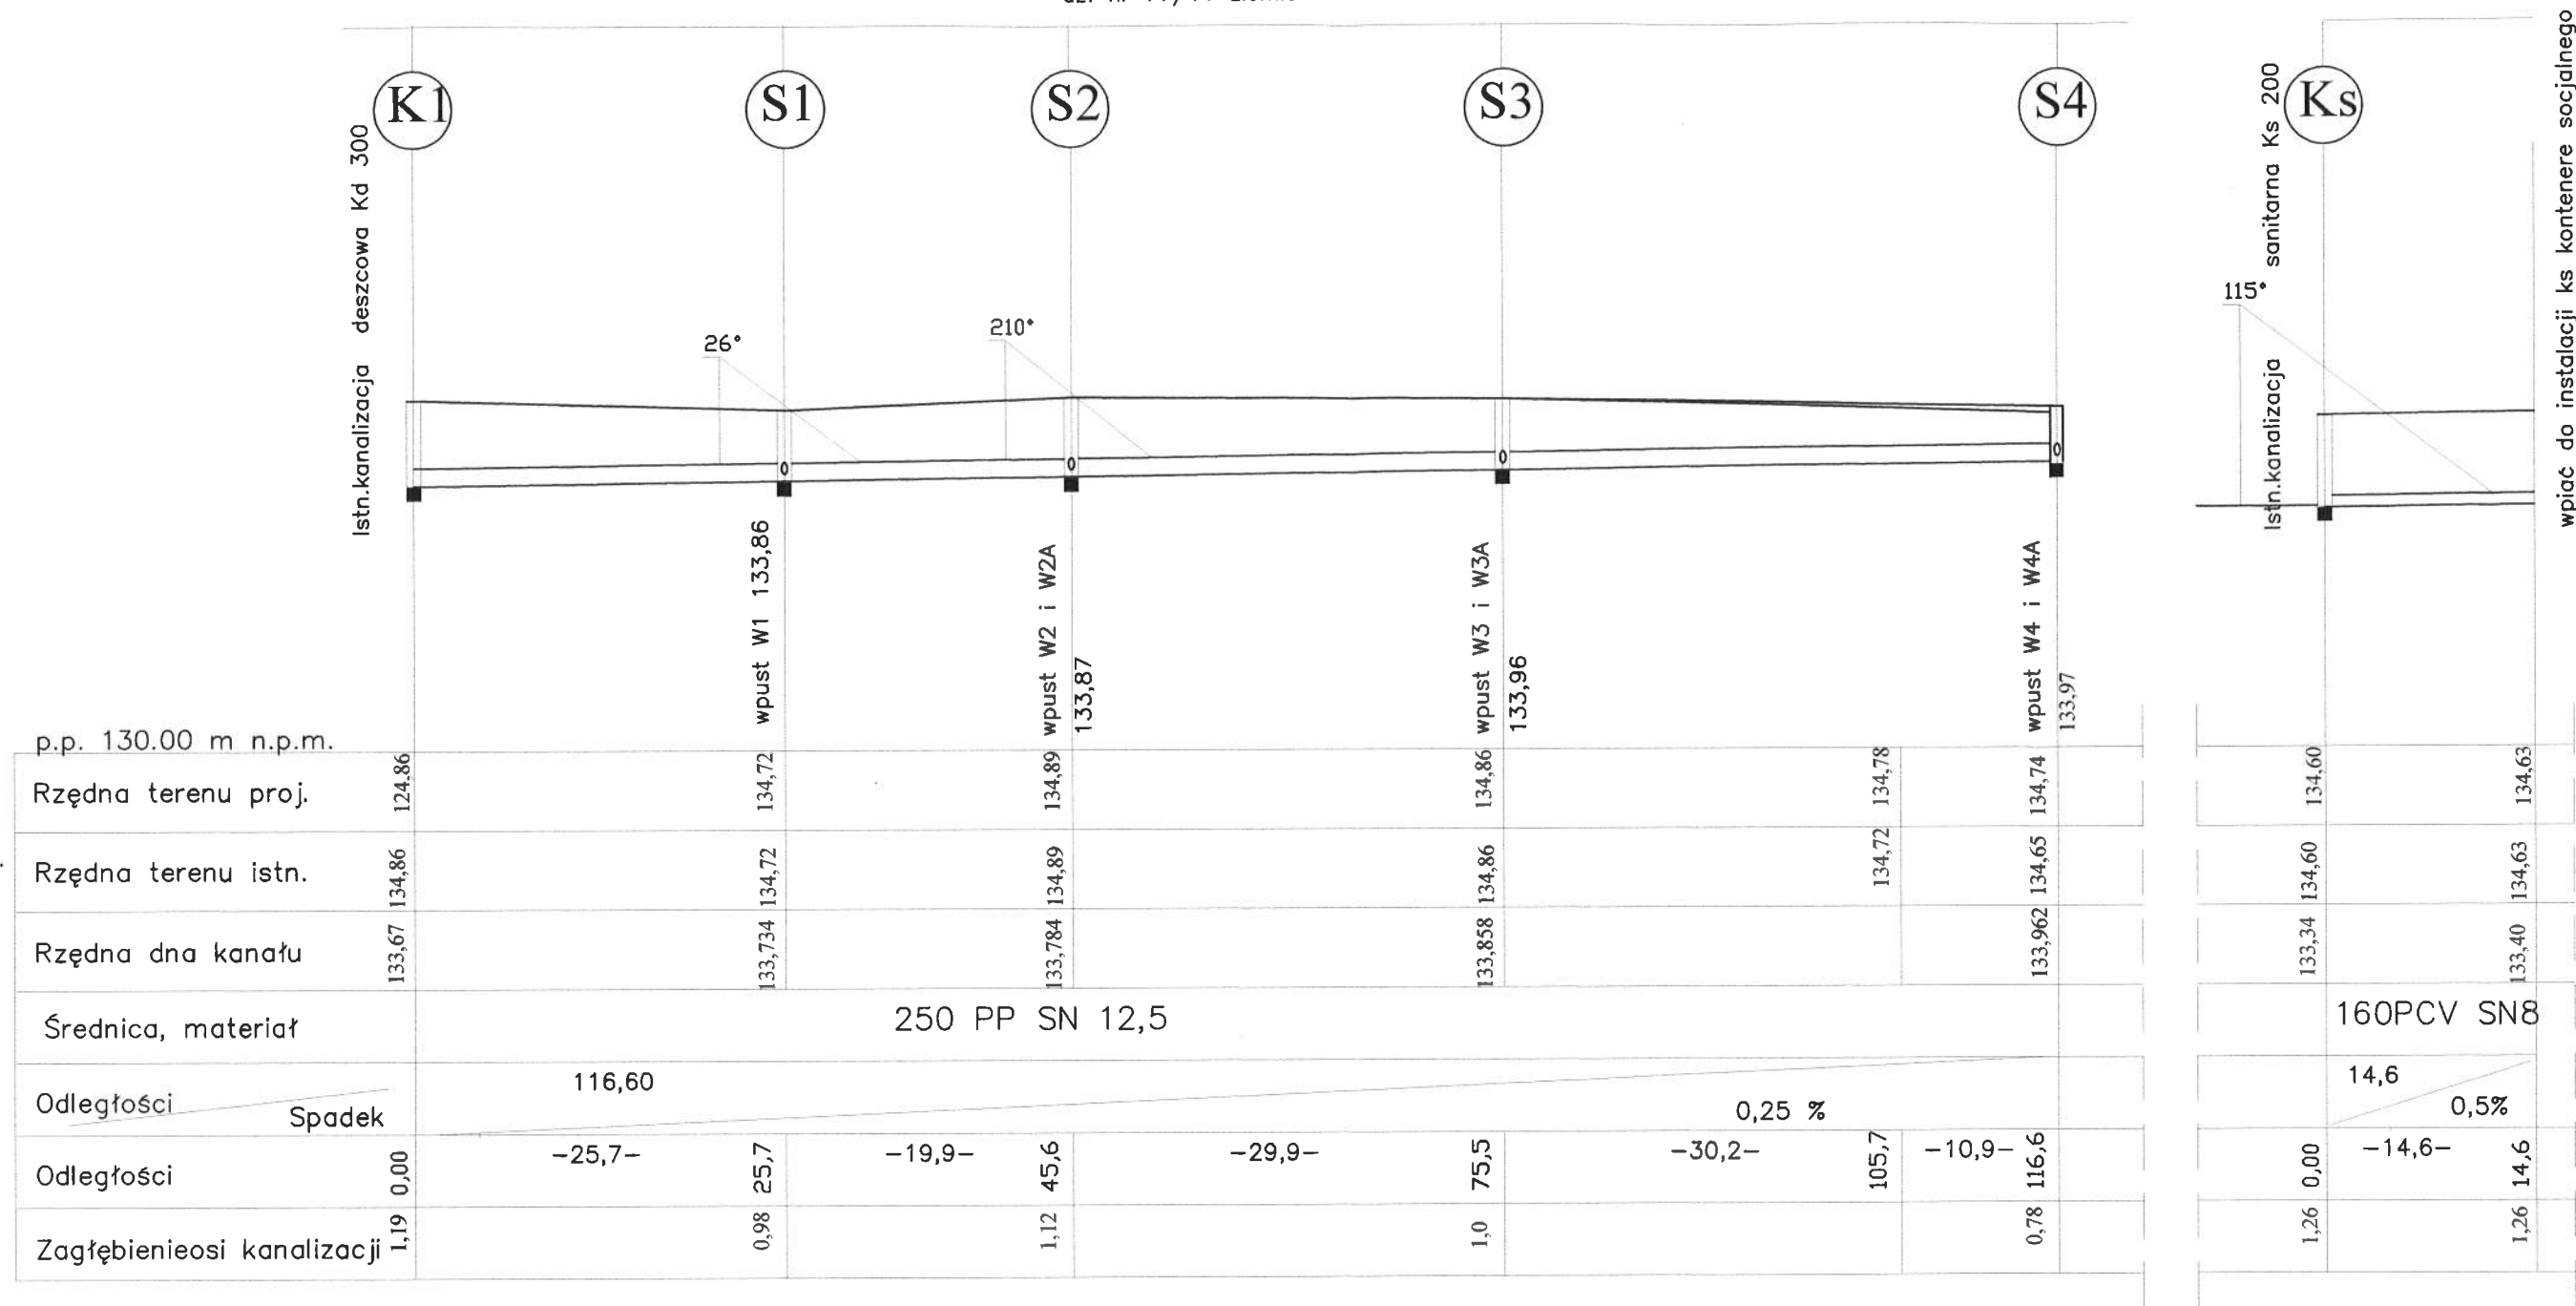 K1
S1
S2
S3
S4
Ks
Istn.kanalizacja deszcowa Kd 300
26°
210°
115°
Istn.kanalizacja sanitarna Ks 200
wpiać do instalacji ks kontenere socjalnego
wpust W1 133,86
wpust W2 i W2A
133,87
wpust W3 i W3A
133,96
wpust W4 i W4A
133,97
p.p. 130.00 m n.p.m.
Rzędna terenu proj. 124.86 134,72 134,89 134,86 134,78 134,74 134.60 134.63
Rzędna terenu istn. 134,86 134,72 134,89 134,86 134,72 134,65 134,60 134,63
Rzędna dna kanału 133,67 133,734 133,784 133,858 133,962 133,34 133,40
Średnica, materiał 250 PP SN 12,5 160PCV SN8
Odległości Spadek 116,60 0,25 % 14,6 0,5%
Odległości 0,00 -25,7- 25,7 -19,9- 45,6 -29,9- 75,5 -30,2- 105,7 -10,9- 116,6 0,00 -14,6- 14,6
Zagłębienieosi kanalizacji 1,19 0,98 1,12 1,0 0,78 1,26 1,26